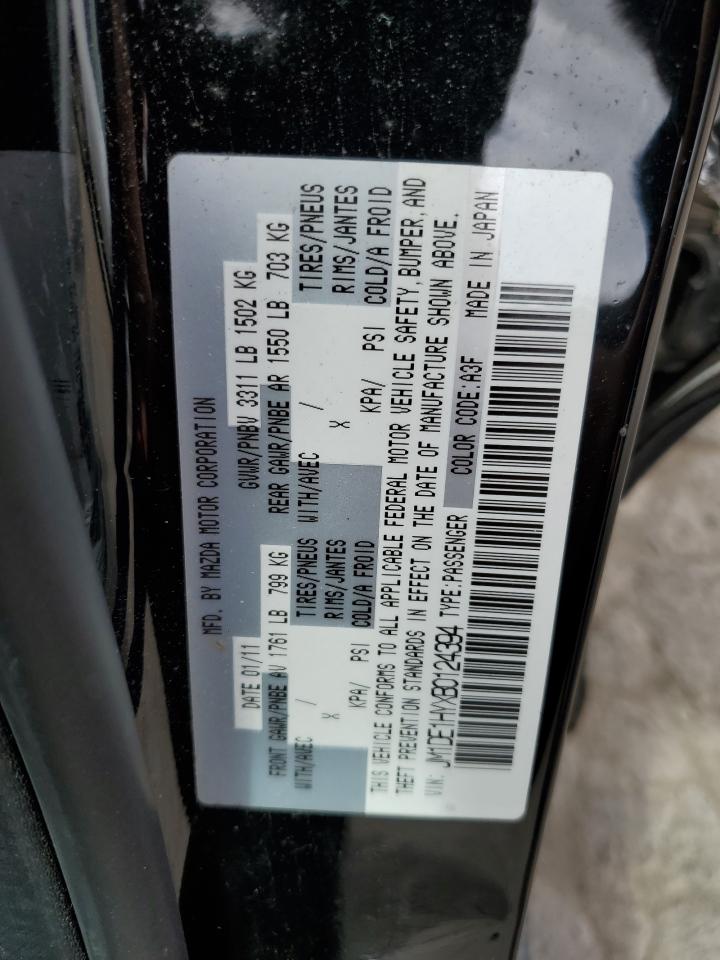 MFD. BY MAZDA MOTOR CORPORATION
DATE 01/11 GVWR/PNBV 3311 LB 1502 KG
FRONT GAWR/PNBE AV 1761 LB 799 KG REAR GAWR/PNBE AR 1550 LB 703 KG
WITH/AVEC / TIRES/PNEUS WITH/AVEC / TIRES/PNEUS
X RIMS/JANTES X RIMS/JANTES
KPA/ PSI COLD/A FROID KPA/ PSI COLD/A FROID
THIS VEHICLE CONFORMS TO ALL APPLICABLE FEDERAL MOTOR VEHICLE SAFETY, BUMPER, AND
THEFT PREVENTION STANDARDS IN EFFECT ON THE DATE OF MANUFACTURE SHOWN ABOVE.
VIN: JM1DE1HYXB0124394 TYPE:PASSENGER COLOR CODE:A3F MADE IN JAPAN